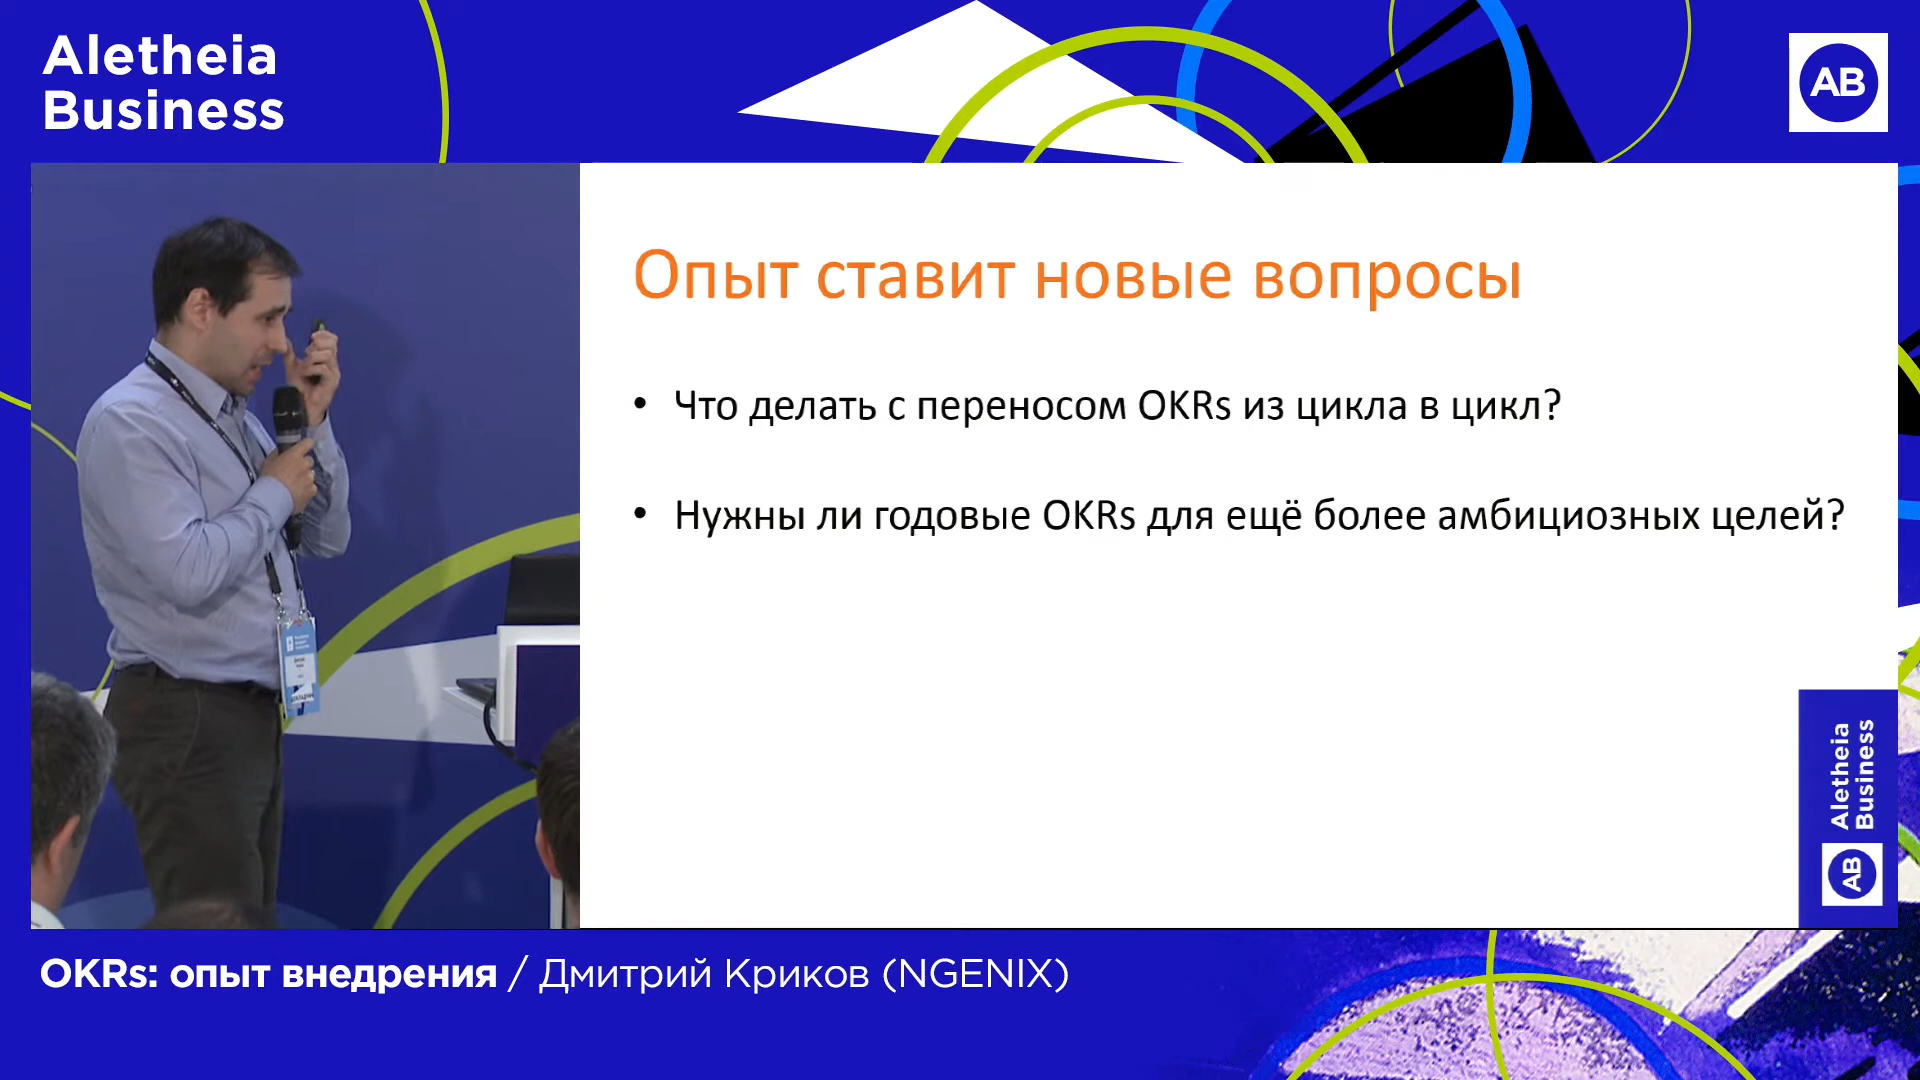 Aletheia
Business
AB
Опыт ставит новые вопросы
• Что делать с переносом OKRs из цикла в цикл?
• Нужны ли годовые OKRs для ещё более амбициозных целей?
Aletheia
Business
AB
OKRs: опыт внедрения / Дмитрий Криков (NGENIX)